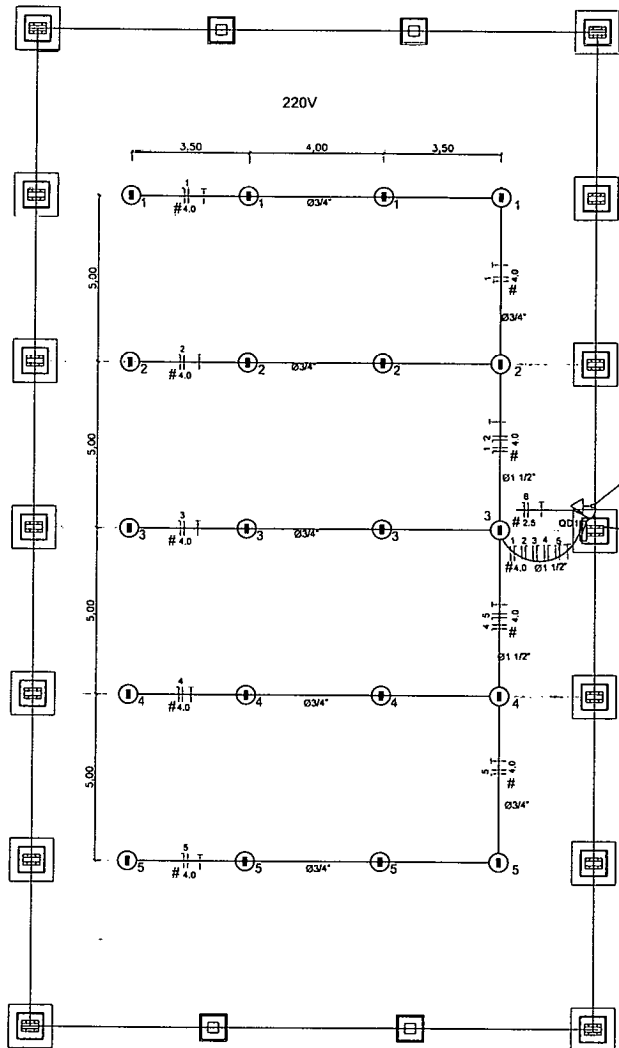 220V
3,50 4,00 3,50
1
1 #4.0 1 Ø3/4" 1 1
5,00
1 # 4.0
Ø3/4"
2
2 #4.0 2 Ø3/4" 2 2
5,00
1 2 # 4.0
Ø1 1/2"
6
# 2.5
3
3 #4.0 3 Ø3/4" 3 3
1 2 3 4 5
#4.0 Ø1 1/2"
5,00
4 5 # 4.0
Ø1 1/2"
4
4 #4.0 4 Ø3/4" 4 4
5,00
5 # 4.0
Ø3/4"
5
5 #4.0 5 Ø3/4" 5 5